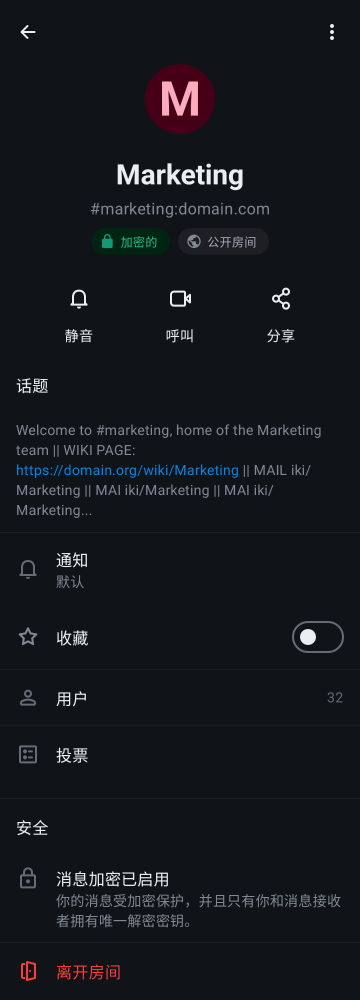 M
Marketing
#marketing:domain.com
加密的
公开房间
静音
呼叫
分享
话题
Welcome to #marketing, home of the Marketing
team || WIKI PAGE:
https://domain.org/wiki/Marketing || MAIL iki/
Marketing || MAI iki/Marketing || MAI iki/
Marketing...
通知
默认
收藏
用户
32
投票
安全
消息加密已启用
你的消息受加密保护，并且只有你和消息接收
者拥有唯一解密密钥。
离开房间